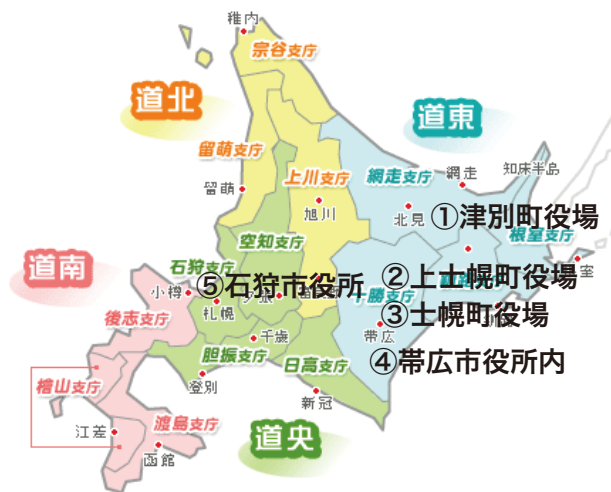 稚内
宗谷支庁
道北
道東
留萌支庁
上川支庁
網走支庁
網走
知床半島
留萌
旭川
北見
①津別町役場
空知支庁
根室支庁
道南
石狩支庁
⑤石狩市役所
②上士幌町役場
小樽
札幌
十勝支庁
③士幌町役場
後志支庁
千歳
帯広
胆振支庁
日高支庁
④帯広市役所内
檜山支庁
登別
新冠
渡島支庁
江差
函館
道央